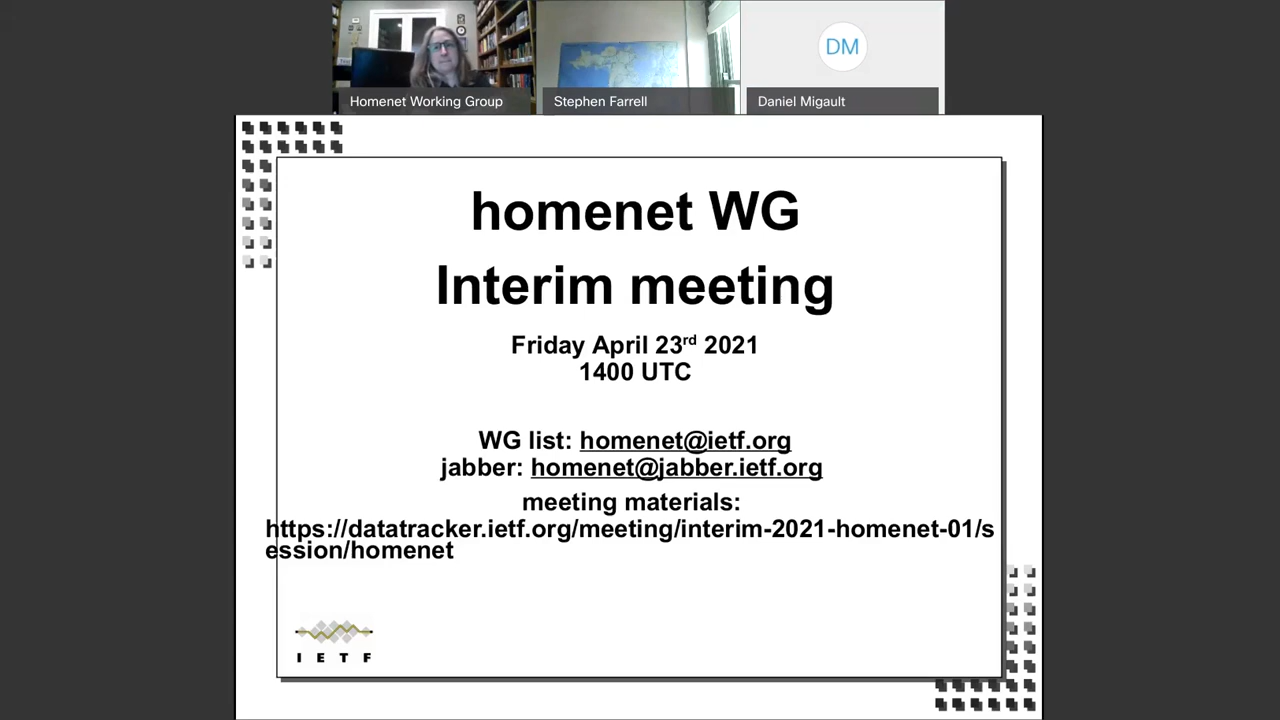 Homenet Working Group
Stephen Farrell
DM
Daniel Migault
homenet WG
Interim meeting
Friday April 23rd 2021
1400 UTC
WG list: homenet@ietf.org
jabber: homenet@jabber.ietf.org
meeting materials:
https://datatracker.ietf.org/meeting/interim-2021-homenet-01/s
ession/homenet
I E T F